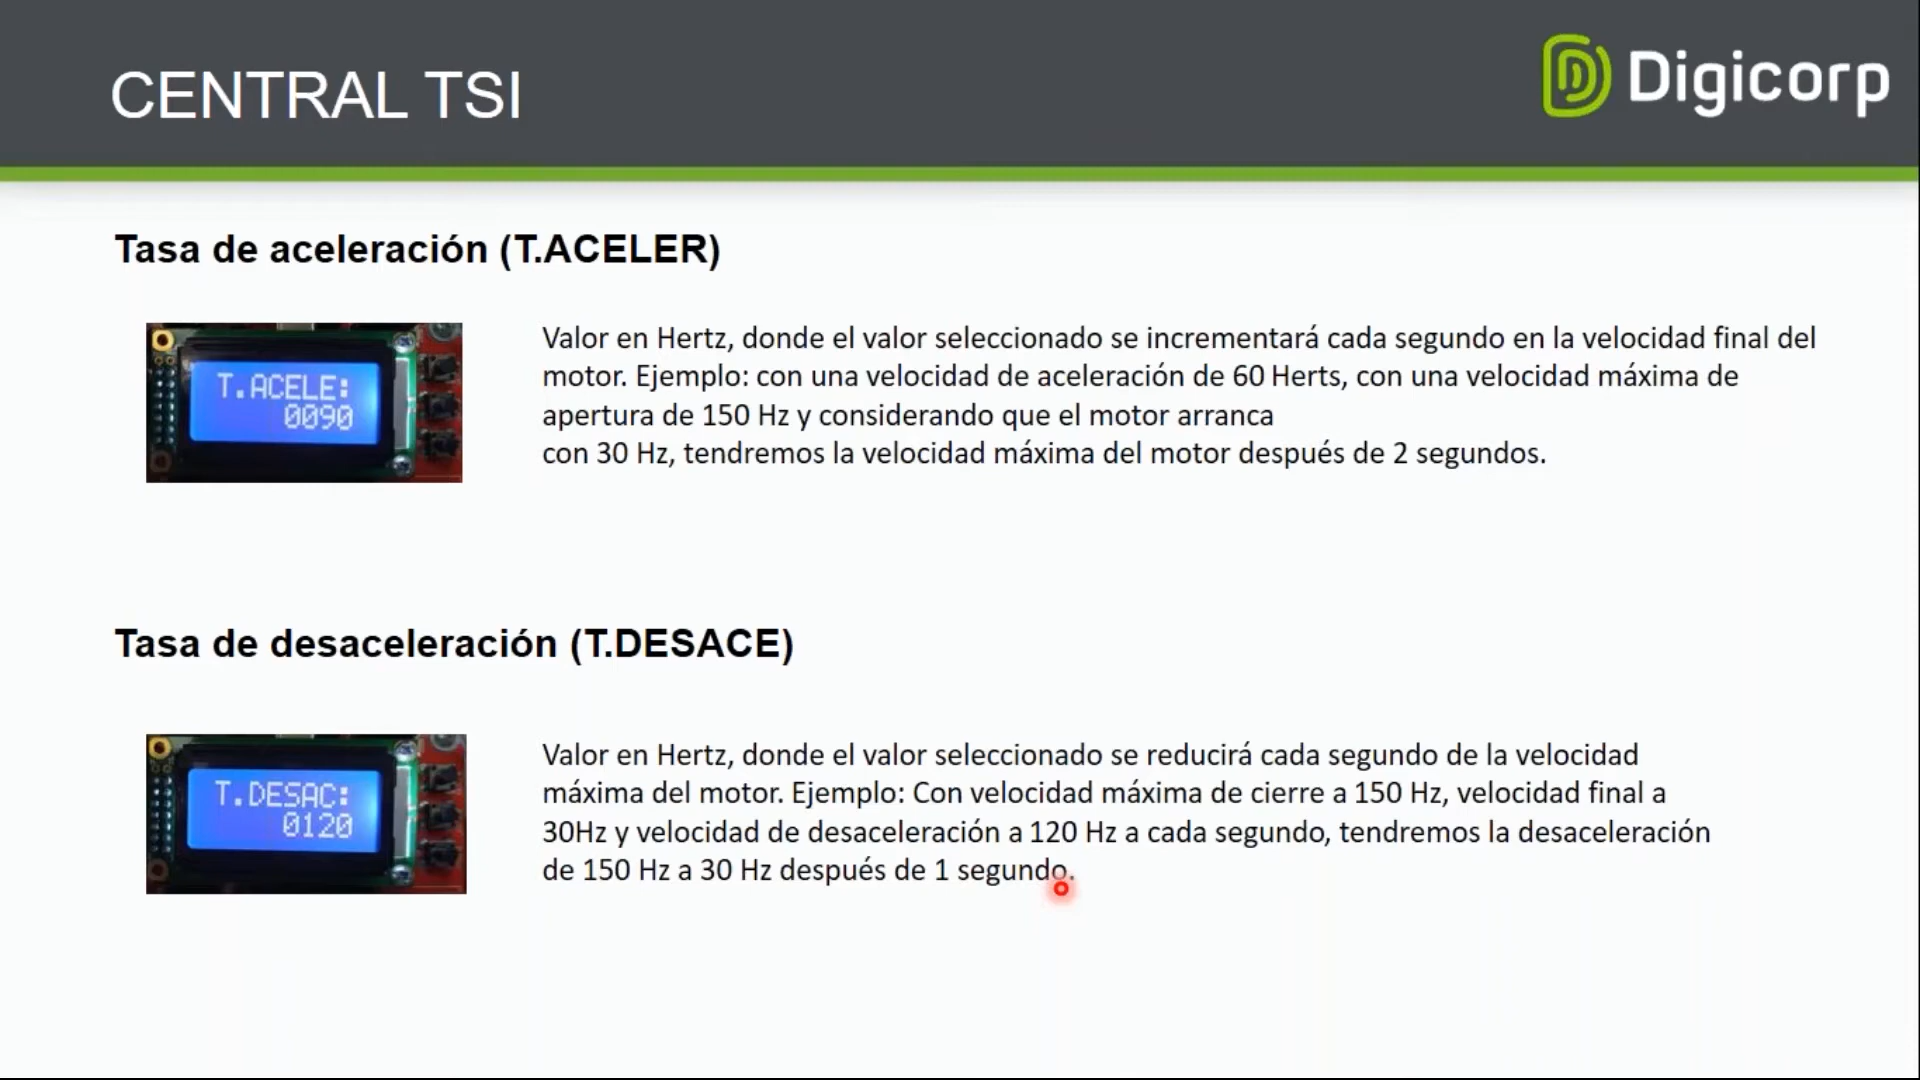 CENTRAL TSI
Digicorp
Tasa de aceleración (T.ACELER)
T.ACELE:
0090
Valor en Hertz, donde el valor seleccionado se incrementará cada segundo en la velocidad final del
motor. Ejemplo: con una velocidad de aceleración de 60 Herts, con una velocidad máxima de
apertura de 150 Hz y considerando que el motor arranca
con 30 Hz, tendremos la velocidad máxima del motor después de 2 segundos.
Tasa de desaceleración (T.DESACE)
T.DESAC:
0120
Valor en Hertz, donde el valor seleccionado se reducirá cada segundo de la velocidad
máxima del motor. Ejemplo: Con velocidad máxima de cierre a 150 Hz, velocidad final a
30Hz y velocidad de desaceleración a 120 Hz a cada segundo, tendremos la desaceleración
de 150 Hz a 30 Hz después de 1 segundo.